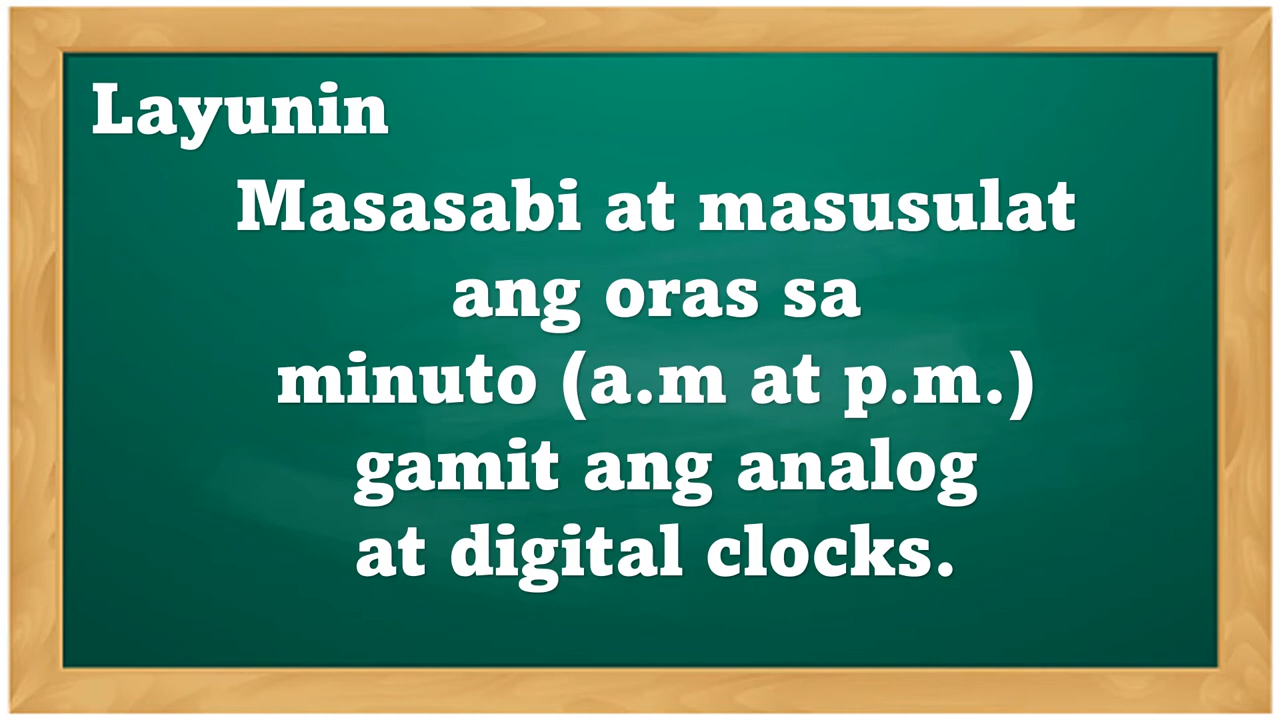 Layunin
Masasabi at masusulat
ang oras sa
minuto (a.m at p.m.)
gamit ang analog
at digital clocks.